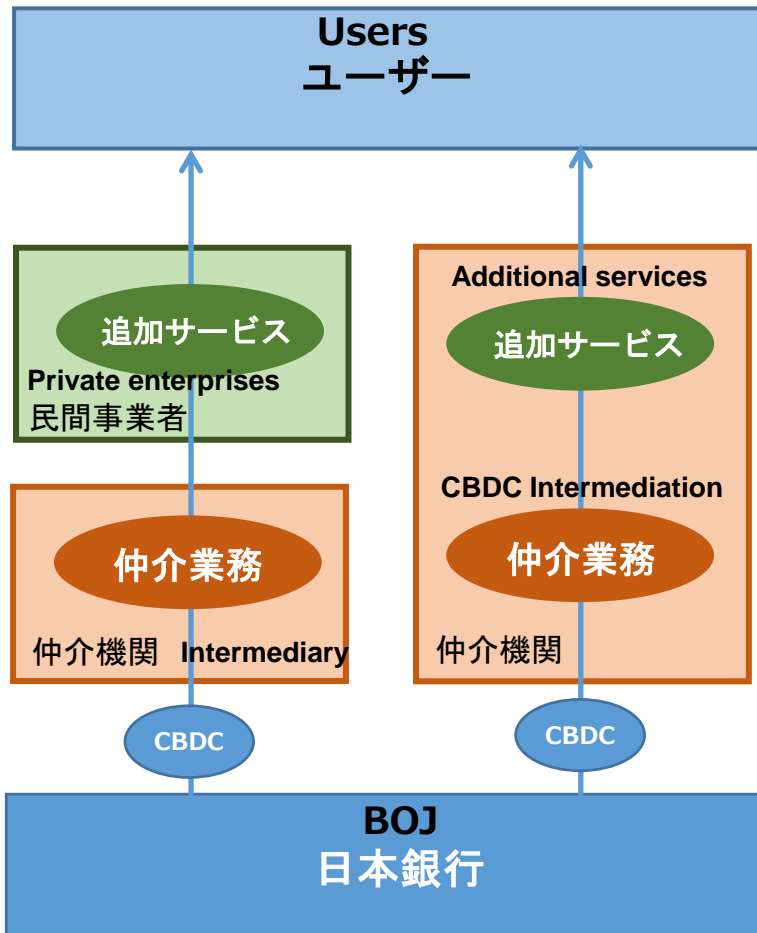 Users
ユーザー
追加サービス
Private enterprises
民間事業者
仲介業務
仲介機関 Intermediary
CBDC
Additional services
追加サービス
CBDC Intermediation
仲介業務
仲介機関
CBDC
BOJ
日本銀行